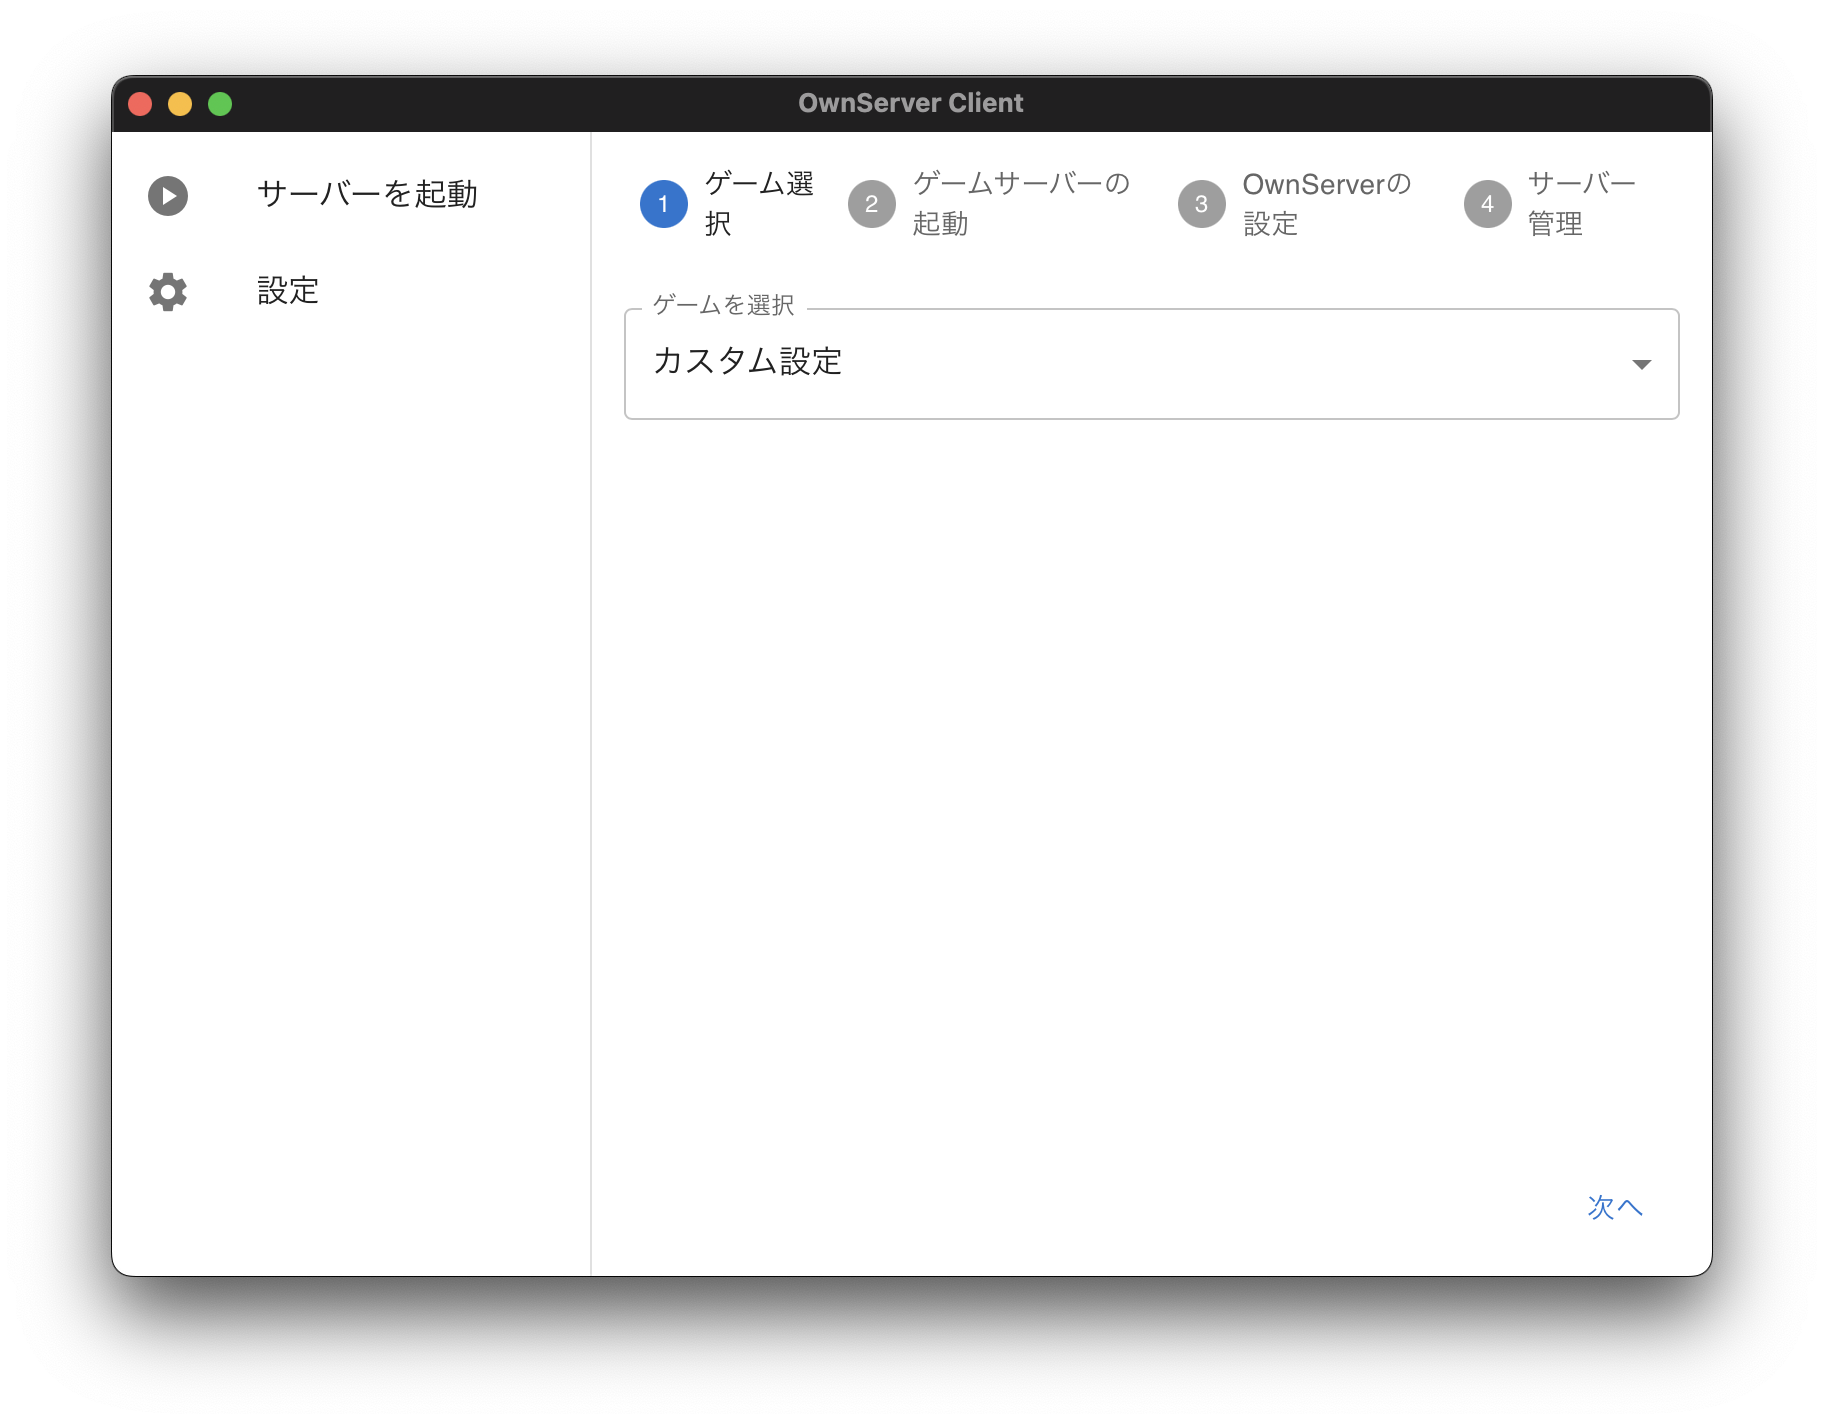 OwnServer Client
サーバーを起動
設定
1
ゲーム選
択
2
ゲームサーバーの
起動
3
OwnServerの
設定
4
サーバー
管理
ゲームを選択
カスタム設定
次へ